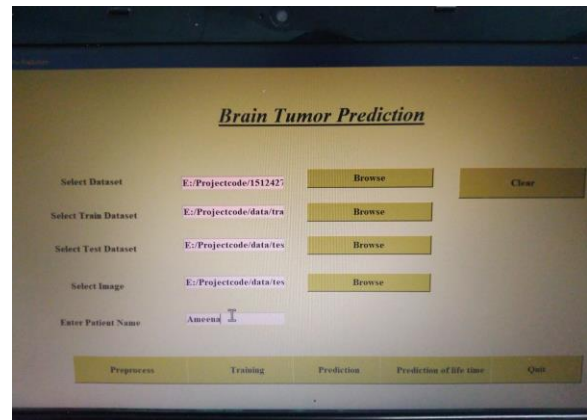 Brain Tumor Prediction
Select Dataset E:/Projectcode/1512427 Browse Clear
Select Train Dataset E:/Projectcode/data/tra Browse
Select Test Dataset E:/Projectcode/data/tes Browse
Select Image E:/Projectcode/data/tes Browse
Enter Patient Name Ameena
Preprocess Training Prediction Prediction of life time Quit